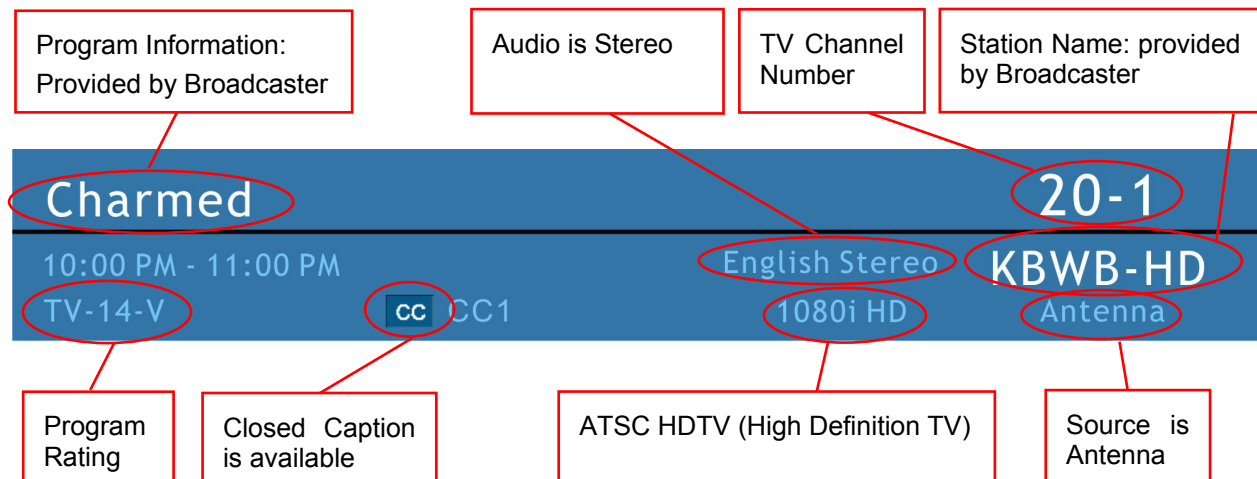 Program Information:
Provided by Broadcaster
Audio is Stereo
TV Channel
Number
Station Name: provided
by Broadcaster
Charmed
20-1
10:00 PM - 11:00 PM
English Stereo
KBWB-HD
TV-14-V
CC CC1
1080i HD
Antenna
Program
Rating
Closed Caption
is available
ATSC HDTV (High Definition TV)
Source is
Antenna